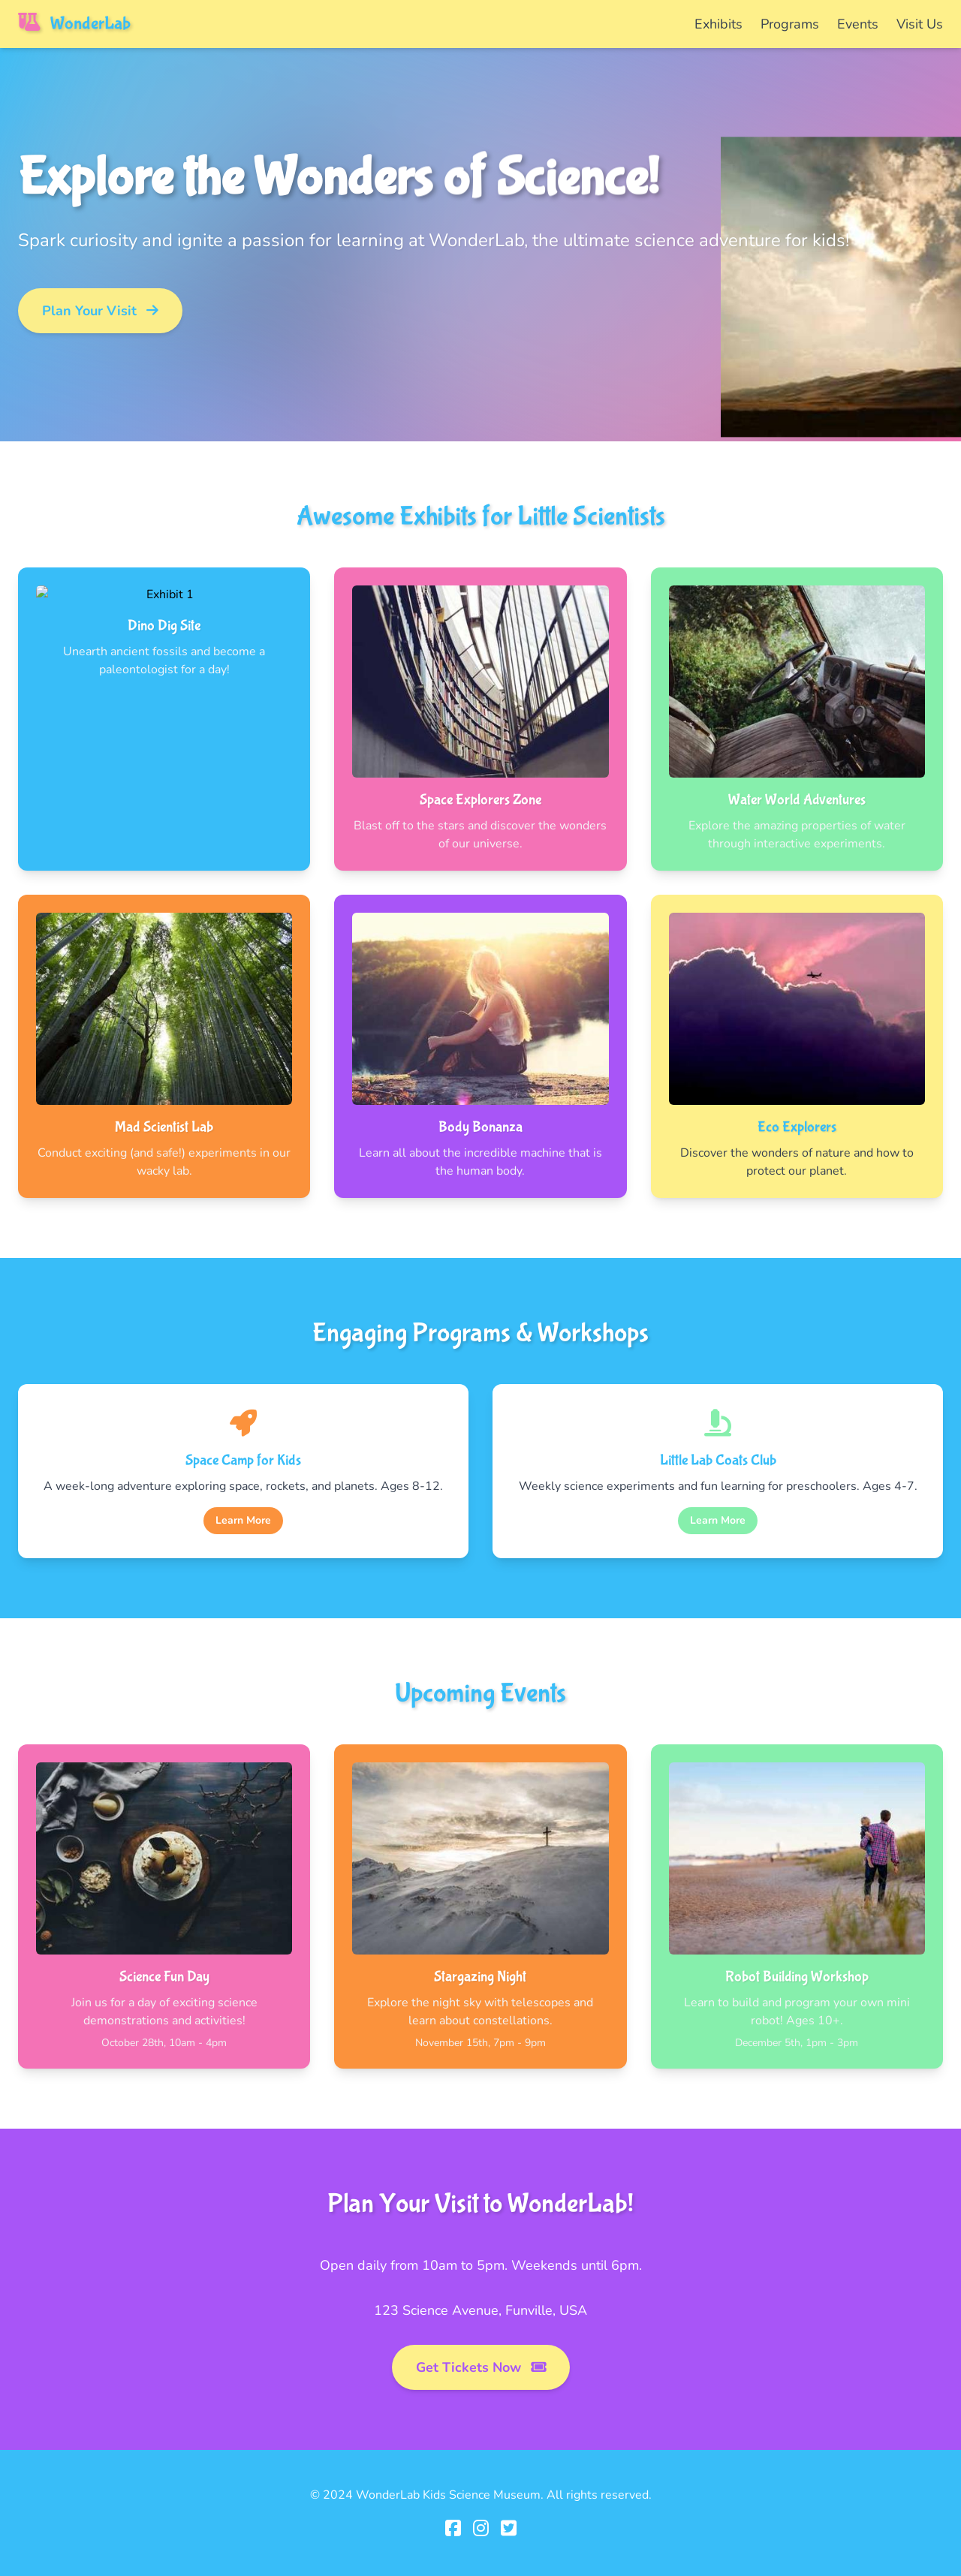 WonderLab
Exhibits Programs Events Visit Us
Explore the Wonders of Science!
Spark curiosity and ignite a passion for learning at WonderLab, the ultimate science adventure for kids!
Plan Your Visit
Awesome Exhibits for Little Scientists
Exhibit 1
Dino Dig Site
Unearth ancient fossils and become a
paleontologist for a day!
Space Explorers Zone
Blast off to the stars and discover the wonders
of our universe.
Water World Adventures
Explore the amazing properties of water
through interactive experiments.
Mad Scientist Lab
Conduct exciting (and safe!) experiments in our
wacky lab.
Body Bonanza
Learn all about the incredible machine that is
the human body.
Eco Explorers
Discover the wonders of nature and how to
protect our planet.
Engaging Programs & Workshops
Space Camp for Kids
A week-long adventure exploring space, rockets, and planets. Ages 8-12.
Learn More
Little Lab Coats Club
Weekly science experiments and fun learning for preschoolers. Ages 4-7.
Learn More
Upcoming Events
Science Fun Day
Join us for a day of exciting science
demonstrations and activities!
October 28th, 10am - 4pm
Stargazing Night
Explore the night sky with telescopes and
learn about constellations.
November 15th, 7pm - 9pm
Robot Building Workshop
Learn to build and program your own mini
robot! Ages 10+.
December 5th, 1pm - 3pm
Plan Your Visit to WonderLab!
Open daily from 10am to 5pm. Weekends until 6pm.
123 Science Avenue, Funville, USA
Get Tickets Now
© 2024 WonderLab Kids Science Museum. All rights reserved.